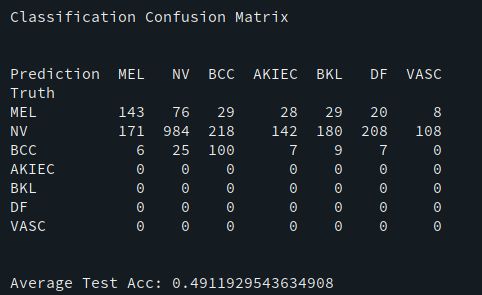 Classification Confusion Matrix
Prediction MEL NV BCC AKIEC BKL DF VASC
Truth
MEL 143 76 29 28 29 20 8
NV 171 984 218 142 180 208 108
BCC 6 25 100 7 9 7 0
AKIEC 0 0 0 0 0 0 0
BKL 0 0 0 0 0 0 0
DF 0 0 0 0 0 0 0
VASC 0 0 0 0 0 0 0
Average Test Acc: 0.4911929543634908